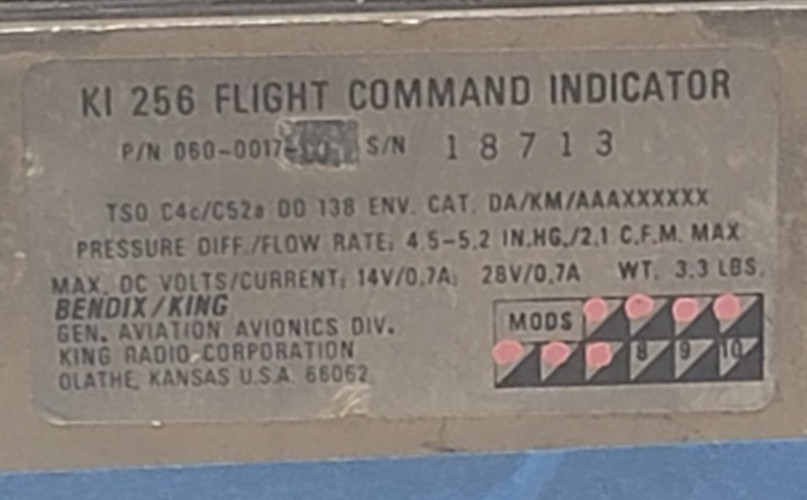 KI 256 FLIGHT COMMAND INDICATOR
P/N 060-0017- S/N 18713
TSO C4c/C52a DO 138 ENV. CAT. DA/KM/AAAXXXXXX
PRESSURE DIFF./FLOW RATE: 4.5-5.2 IN.HG./2.1 C.F.M. MAX
MAX. DC VOLTS/CURRENT: 14V/0.7A; 28V/0.7A WT. 3.3 LBS.
BENDIX/KING
GEN. AVIATION AVIONICS DIV.
KING RADIO CORPORATION
OLATHE, KANSAS U.S.A. 66062
MODS
8 9 10